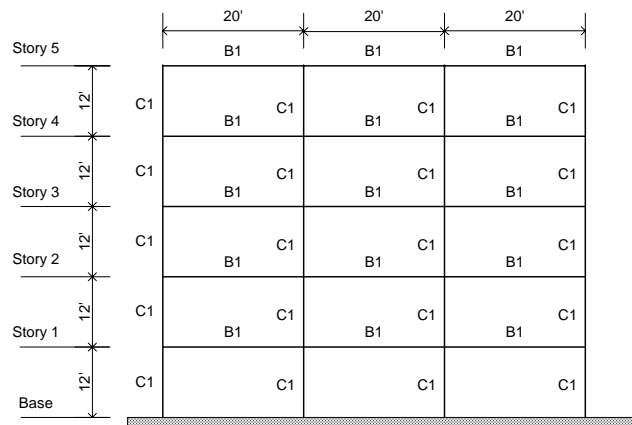 20' 20' 20'
Story 5 B1 B1 B1
12' C1 C1 C1 C1
Story 4 B1 B1 B1
12' C1 C1 C1 C1
Story 3 B1 B1 B1
12' C1 C1 C1 C1
Story 2 B1 B1 B1
12' C1 C1 C1 C1
Story 1 B1 B1 B1
12' C1 C1 C1 C1
Base